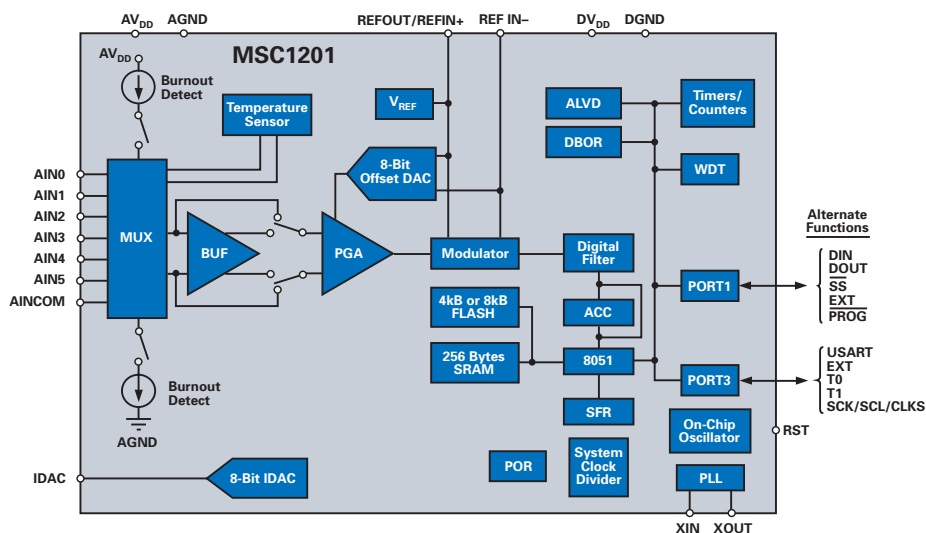 AVDD AGND REFOUT/REFIN+ REF IN– DVDD DGND
MSC1201
AVDD
Burnout
Detect
Temperature
Sensor
VREF
ALVD
Timers/
Counters
DBOR
8-Bit
Offset DAC
WDT
AIN0
AIN1
AIN2
AIN3
AIN4
AIN5
AINCOM
MUX
BUF
PGA
Modulator
Digital
Filter
Alternate
Functions
PORT1
DIN
DOUT
SS
EXT
PROG
4kB or 8kB
FLASH
ACC
256 Bytes
SRAM
8051
PORT3
USART
EXT
T0
T1
SCK/SCL/CLKS
Burnout
Detect
AGND
SFR
On-Chip
Oscillator
RST
IDAC
8-Bit IDAC
POR
System
Clock
Divider
PLL
XIN XOUT